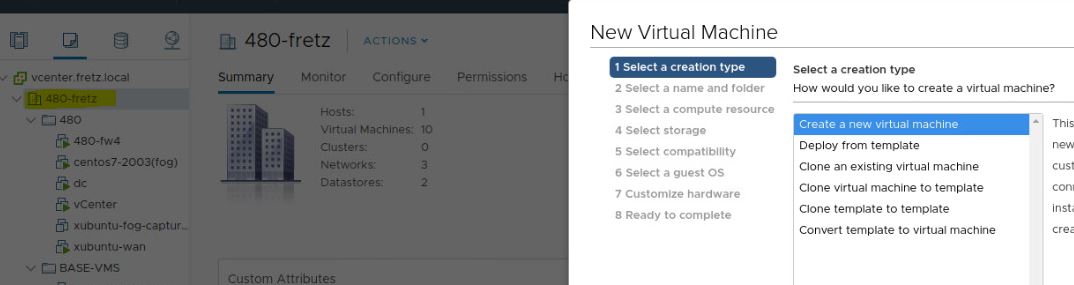 480-fretz
ACTIONS
Summary
Monitor
Configure
Permissions
vcenter.fretz.local
480-fretz
480
480-fw4
centos7-2003(fog)
dc
vCenter
xubuntu-fog-captur...
xubuntu-wan
BASE-VMS
Hosts: 1
Virtual Machines: 10
Clusters: 0
Networks: 3
Datastores: 2
Custom Attributes
New Virtual Machine
1 Select a creation type
2 Select a name and folder
3 Select a compute resource
4 Select storage
5 Select compatibility
6 Select a guest OS
7 Customize hardware
8 Ready to complete
Select a creation type
How would you like to create a virtual machine?
Create a new virtual machine
Deploy from template
Clone an existing virtual machine
Clone virtual machine to template
Clone template to template
Convert template to virtual machine
This
new